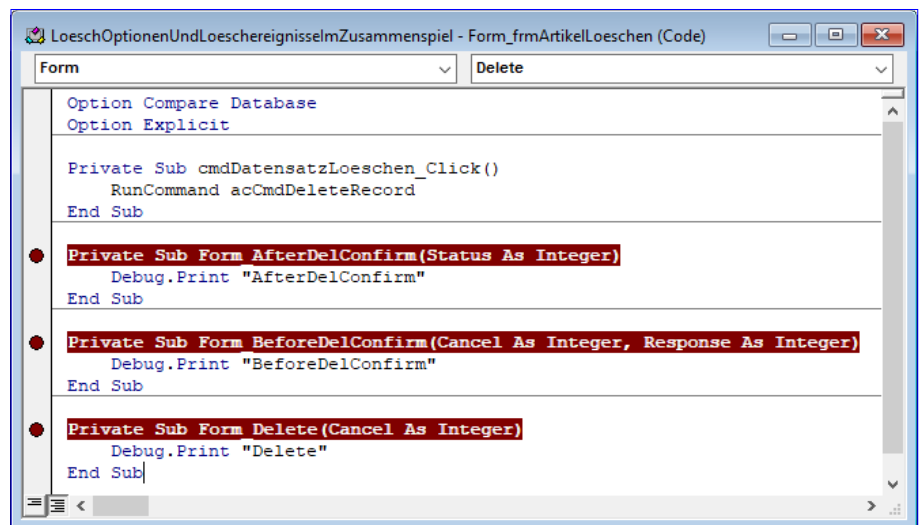 LoeschOptionenUndLoeschereignisseImZusammenspiel - Form_frmArtikelLoeschen (Code)
Form Delete
Option Compare Database
Option Explicit
Private Sub cmdDatensatzLoeschen_Click()
RunCommand acCmdDeleteRecord
End Sub
Private Sub Form_AfterDelConfirm(Status As Integer)
Debug.Print "AfterDelConfirm"
End Sub
Private Sub Form_BeforeDelConfirm(Cancel As Integer, Response As Integer)
Debug.Print "BeforeDelConfirm"
End Sub
Private Sub Form_Delete(Cancel As Integer)
Debug.Print "Delete"
End Sub